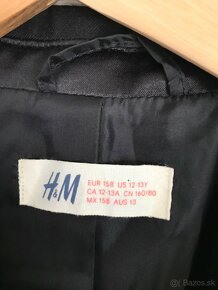 H&M
EUR 158 US 12-13Y
CA 12-13A CN 160/80
MX 158 AUS 13
bazos.sk